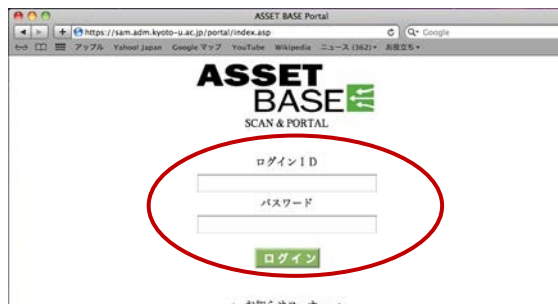 ASSET BASE Portal
https://sam.adm.kyoto-u.ac.jp/portal/index.asp
Google
アップル Yahoo! Japan Google マップ YouTube Wikipedia ニュース (362) お役立ち
ASSET
BASE
SCAN & PORTAL
ログインID
パスワード
ログイン